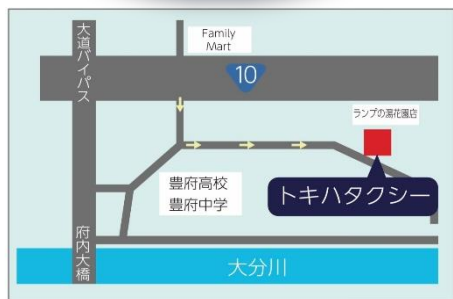 大道バイパス
Family
Mart
10
ランプの湯花園店
豊府高校
豊府中学
トキハタクシー
府内大橋
大分川